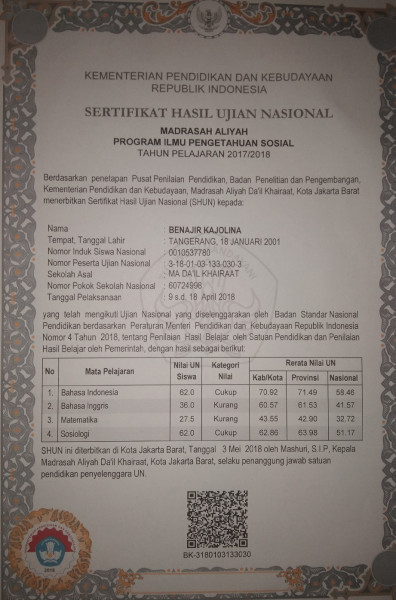 KEMENTERIAN PENDIDIKAN DAN KEBUDAYAAN
REPUBLIK INDONESIA
SERTIFIKAT HASIL UJIAN NASIONAL
MADRASAH ALIYAH
PROGRAM ILMU PENGETAHUAN SOSIAL
TAHUN PELAJARAN 2017/2018
Berdasarkan penetapan Pusat Penilaian Pendidikan, Badan Penelitian dan Pengembangan,
Kementerian Pendidikan dan Kebudayaan, Madrasah Aliyah Da'il Khairaat, Kota Jakarta Barat
menerbitkan Sertifikat Hasil Ujian Nasional (SHUN) kepada:
Nama : BENAJIR KAJOLINA
Tempat, Tanggal Lahir : TANGERANG, 18 JANUARI 2001
Nomor Induk Siswa Nasional : 0010537780
Nomor Peserta Ujian Nasional : 3-18-01-03-133-030-3
Sekolah Asal : MA DA'IL KHAIRAAT
Nomor Pokok Sekolah Nasional : 60724998
Tanggal Pelaksanaan : 9 s.d. 18 April 2018
yang telah mengikuti Ujian Nasional yang diselenggarakan oleh Badan Standar Nasional
Pendidikan berdasarkan Peraturan Menteri Pendidikan dan Kebudayaan Republik Indonesia
Nomor 4 Tahun 2018, tentang Penilaian Hasil Belajar oleh Satuan Pendidikan dan Penilaian
Hasil Belajar oleh Pemerintah, dengan hasil sebagai berikut:
No Mata Pelajaran Nilai UN Siswa Kategori Nilai Rerata Nilai UN
Kab/Kota Provinsi Nasional
1. Bahasa Indonesia 62.0 Cukup 70.92 71.49 58.46
2. Bahasa Inggris 36.0 Kurang 60.57 61.53 41.57
3. Matematika 27.5 Kurang 43.55 42.90 32.72
4. Sosiologi 62.0 Cukup 62.86 63.98 51.17
SHUN ini diterbitkan di Kota Jakarta Barat, Tanggal 3 Mei 2018 oleh Mashun, S.I.P, Kepala
Madrasah Aliyah Da'il Khairaat, Kota Jakarta Barat, selaku penanggung jawab satuan
pendidikan penyelenggara UN.
BK-3180103133030